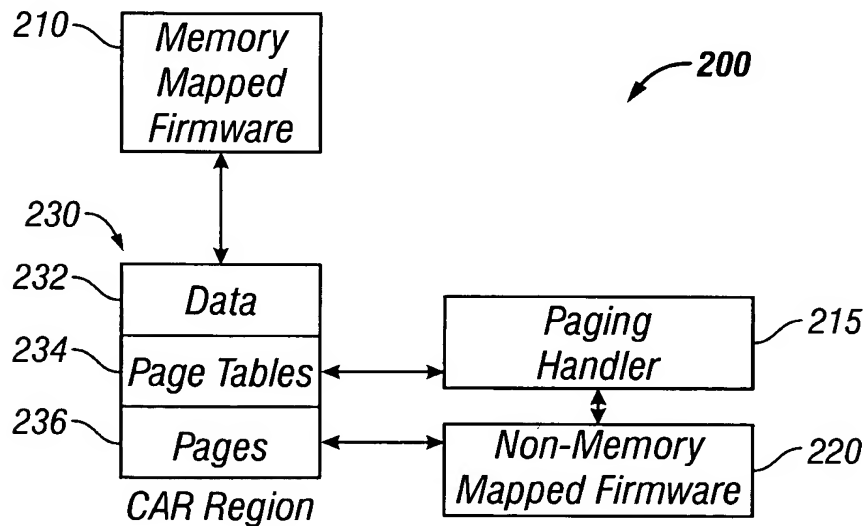 210
Memory
Mapped
Firmware
200
230
232
Data
234
Page Tables
236
Pages
CAR Region
Paging
Handler
215
Non-Memory
Mapped Firmware
220